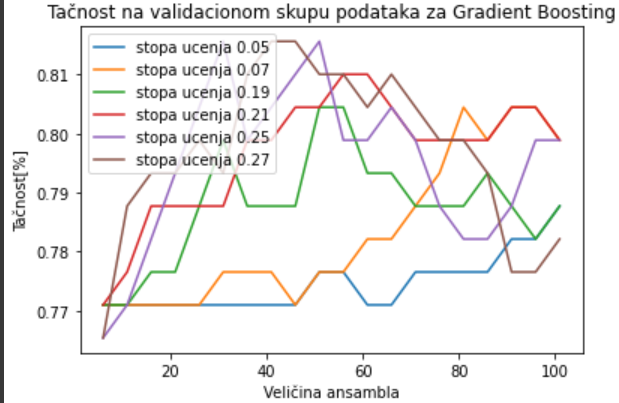 Tačnost na validacionom skupu podataka za Gradient Boosting
stopa ucenja 0.05
stopa ucenja 0.07
stopa ucenja 0.19
stopa ucenja 0.21
stopa ucenja 0.25
stopa ucenja 0.27
Tačnost[%]
0.81
0.80
0.79
0.78
0.77
20 40 60 80 100
Veličina ansambla